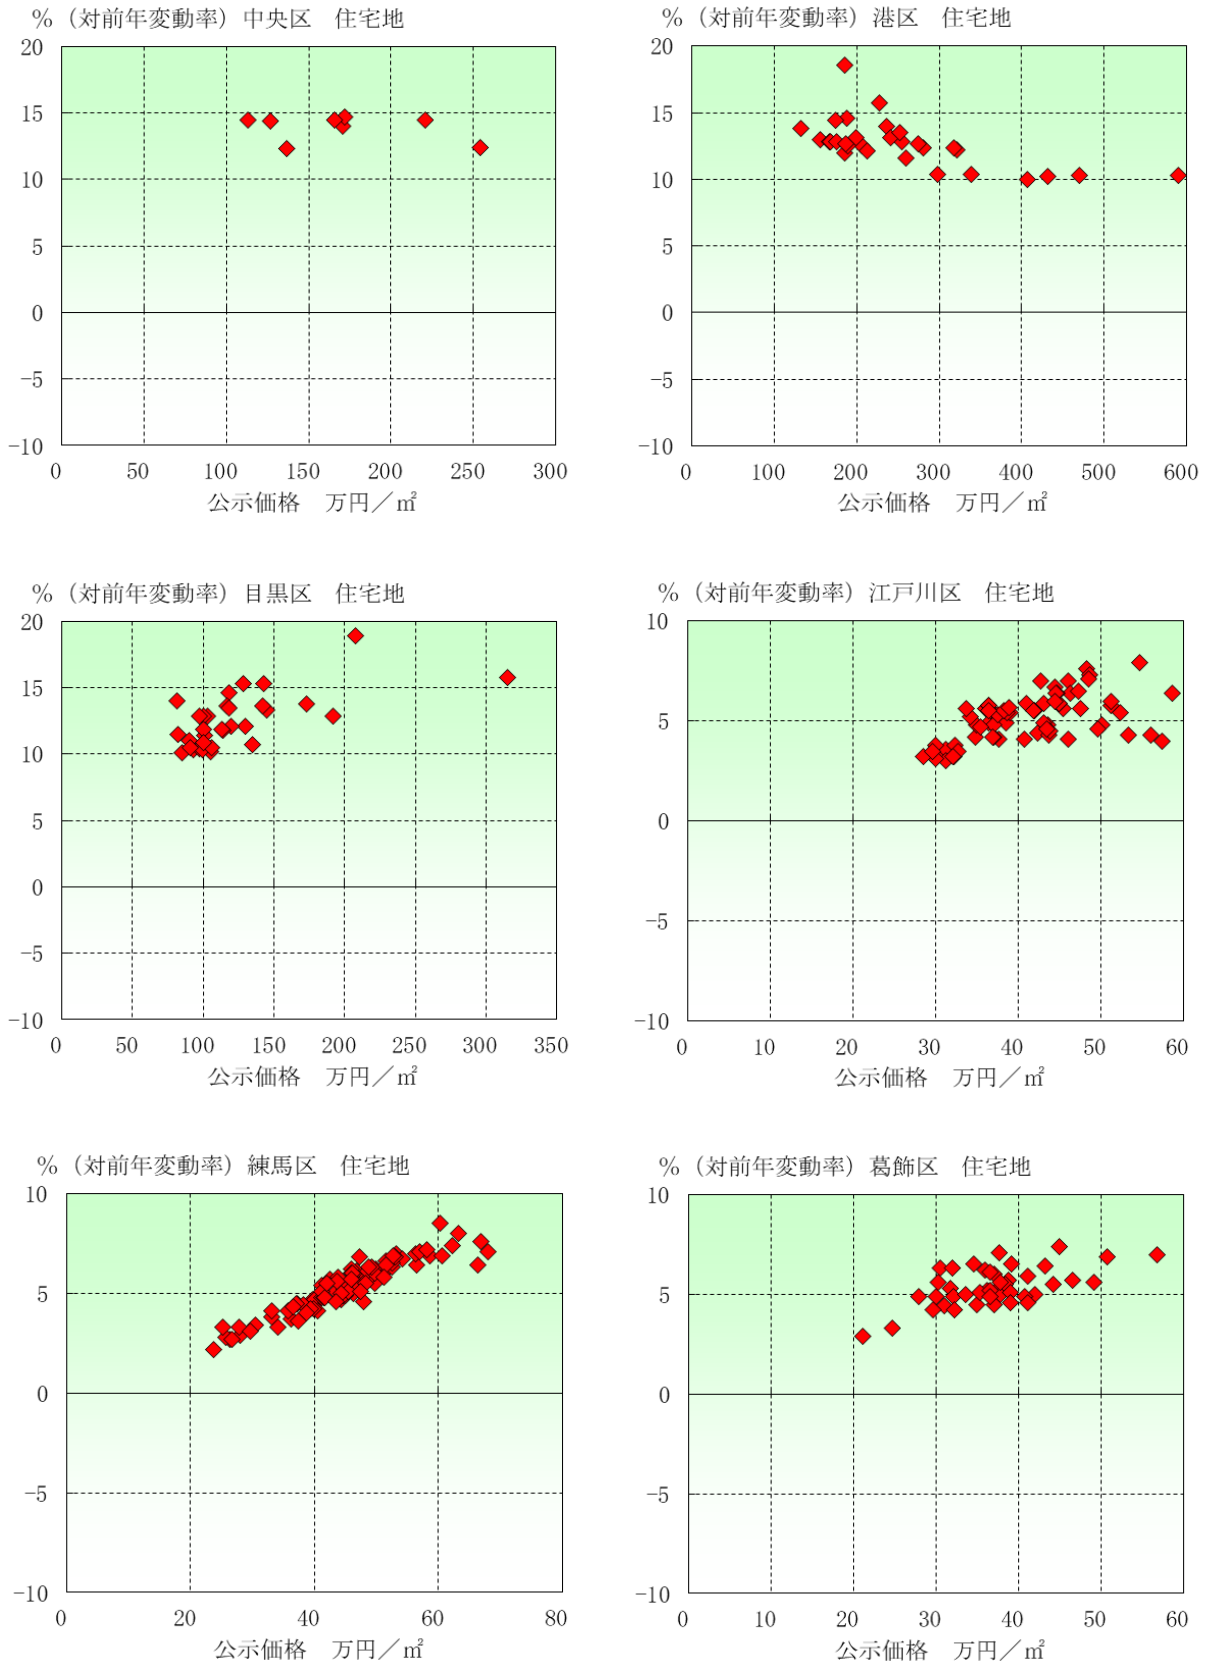 ％（対前年変動率）中央区　住宅地
20
15
10
5
0
−5
−10
0 50 100 150 200 250 300
公示価格　万円／㎡
％（対前年変動率）港区　住宅地
20
15
10
5
0
−5
−10
0 100 200 300 400 500 600
公示価格　万円／㎡
％（対前年変動率）目黒区　住宅地
20
15
10
5
0
−5
−10
0 50 100 150 200 250 300 350
公示価格　万円／㎡
％（対前年変動率）江戸川区　住宅地
10
5
0
−5
−10
0 10 20 30 40 50 60
公示価格　万円／㎡
％（対前年変動率）練馬区　住宅地
10
5
0
−5
−10
0 20 40 60 80
公示価格　万円／㎡
％（対前年変動率）葛飾区　住宅地
10
5
0
−5
−10
0 10 20 30 40 50 60
公示価格　万円／㎡